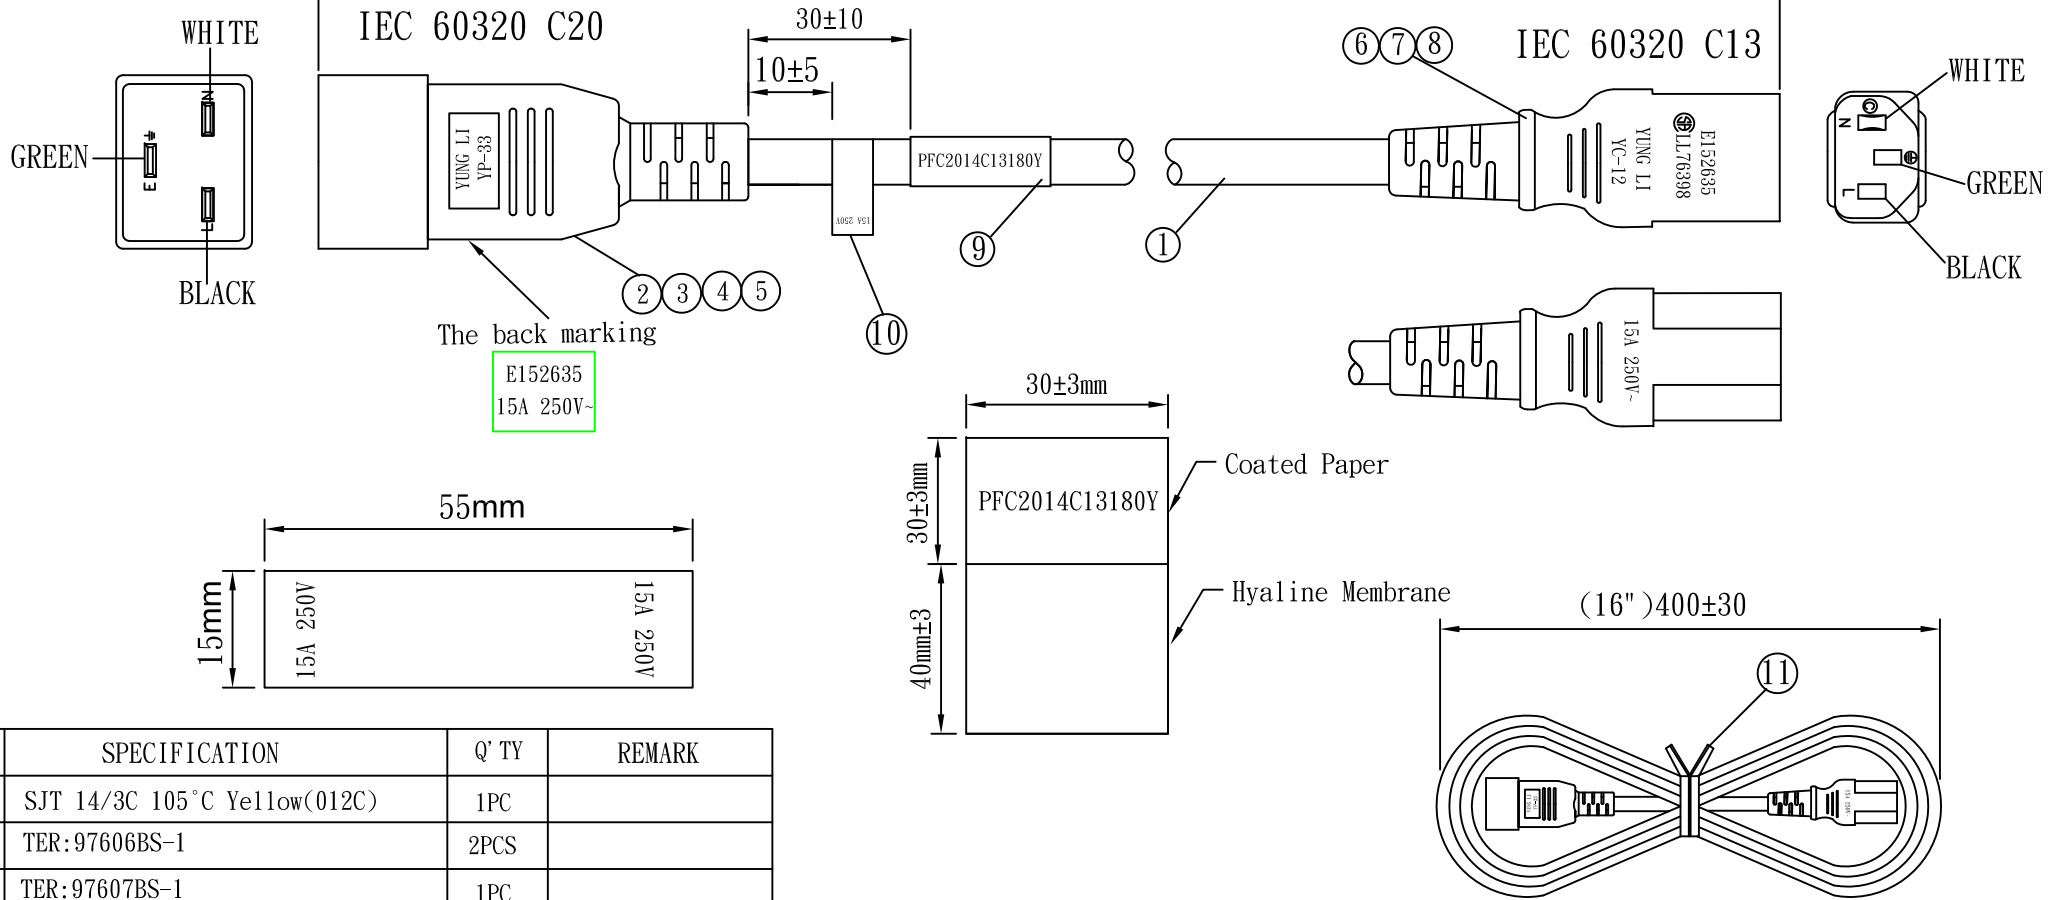 WHITE
IEC 60320 C20
30±10
10±5
6 7 8
IEC 60320 C13
WHITE
N
GREEN
E
L
BLACK
YUNG LI
YP-33
PFC2014C13180Y
15A 250V
9
10
1
2 3 4 5
YUNG LI
YC-12
E152635
LL76398
C
N
L
GREEN
BLACK
The back marking
E152635
15A 250V~
15A 250V~
30±3mm
30±3mm
PFC2014C13180Y
Coated Paper
40mm±3
Hyaline Membrane
55mm
15mm
15A 250V
15A 250V
(16")400±30
11
SPECIFICATION Q'TY REMARK
SJT 14/3C 105°C Yellow(012C) 1PC
TER:97606BS-1 2PCS
TER:97607BS-1 1PC